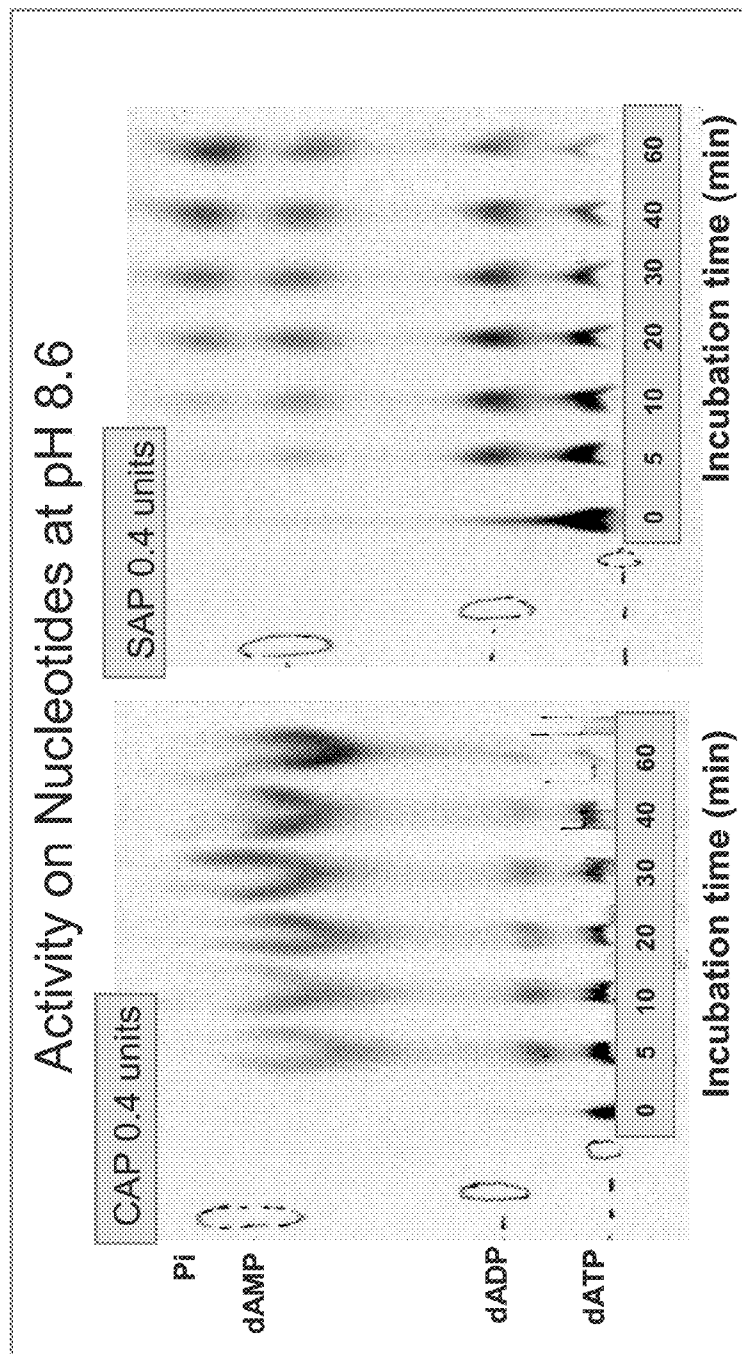 Activity on Nucleotides at pH 8.6
CAP 0.4 units
SAP 0.4 units
Pi
dAMP
dADP
dATP
0 5 10 20 30 40 60
0 5 10 20 30 40 60
Incubation time (min)
Incubation time (min)